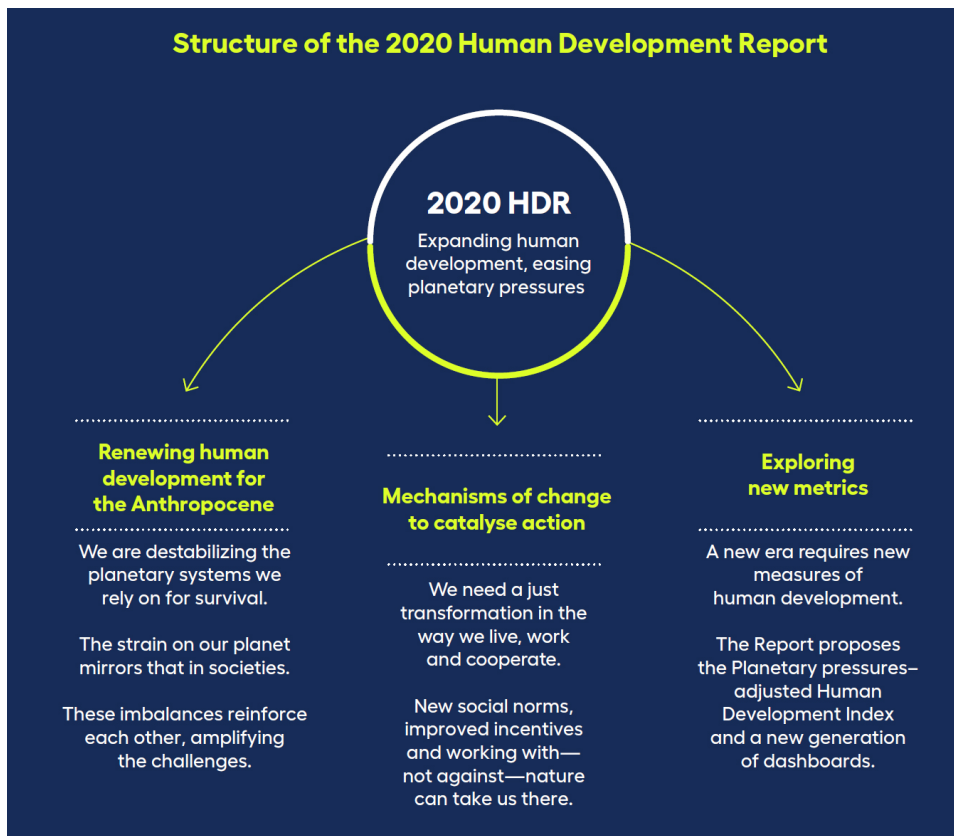 Structure of the 2020 Human Development Report
2020 HDR
Expanding human
development, easing
planetary pressures
Renewing human
development for
the Anthropocene
We are destabilizing the
planetary systems we
rely on for survival.
The strain on our planet
mirrors that in societies.
These imbalances reinforce
each other, amplifying
the challenges.
Mechanisms of change
to catalyse action
We need a just
transformation in the
way we live, work
and cooperate.
New social norms,
improved incentives
and working with—
not against—nature
can take us there.
Exploring
new metrics
A new era requires new
measures of
human development.
The Report proposes
the Planetary pressures–
adjusted Human
Development Index
and a new generation
of dashboards.